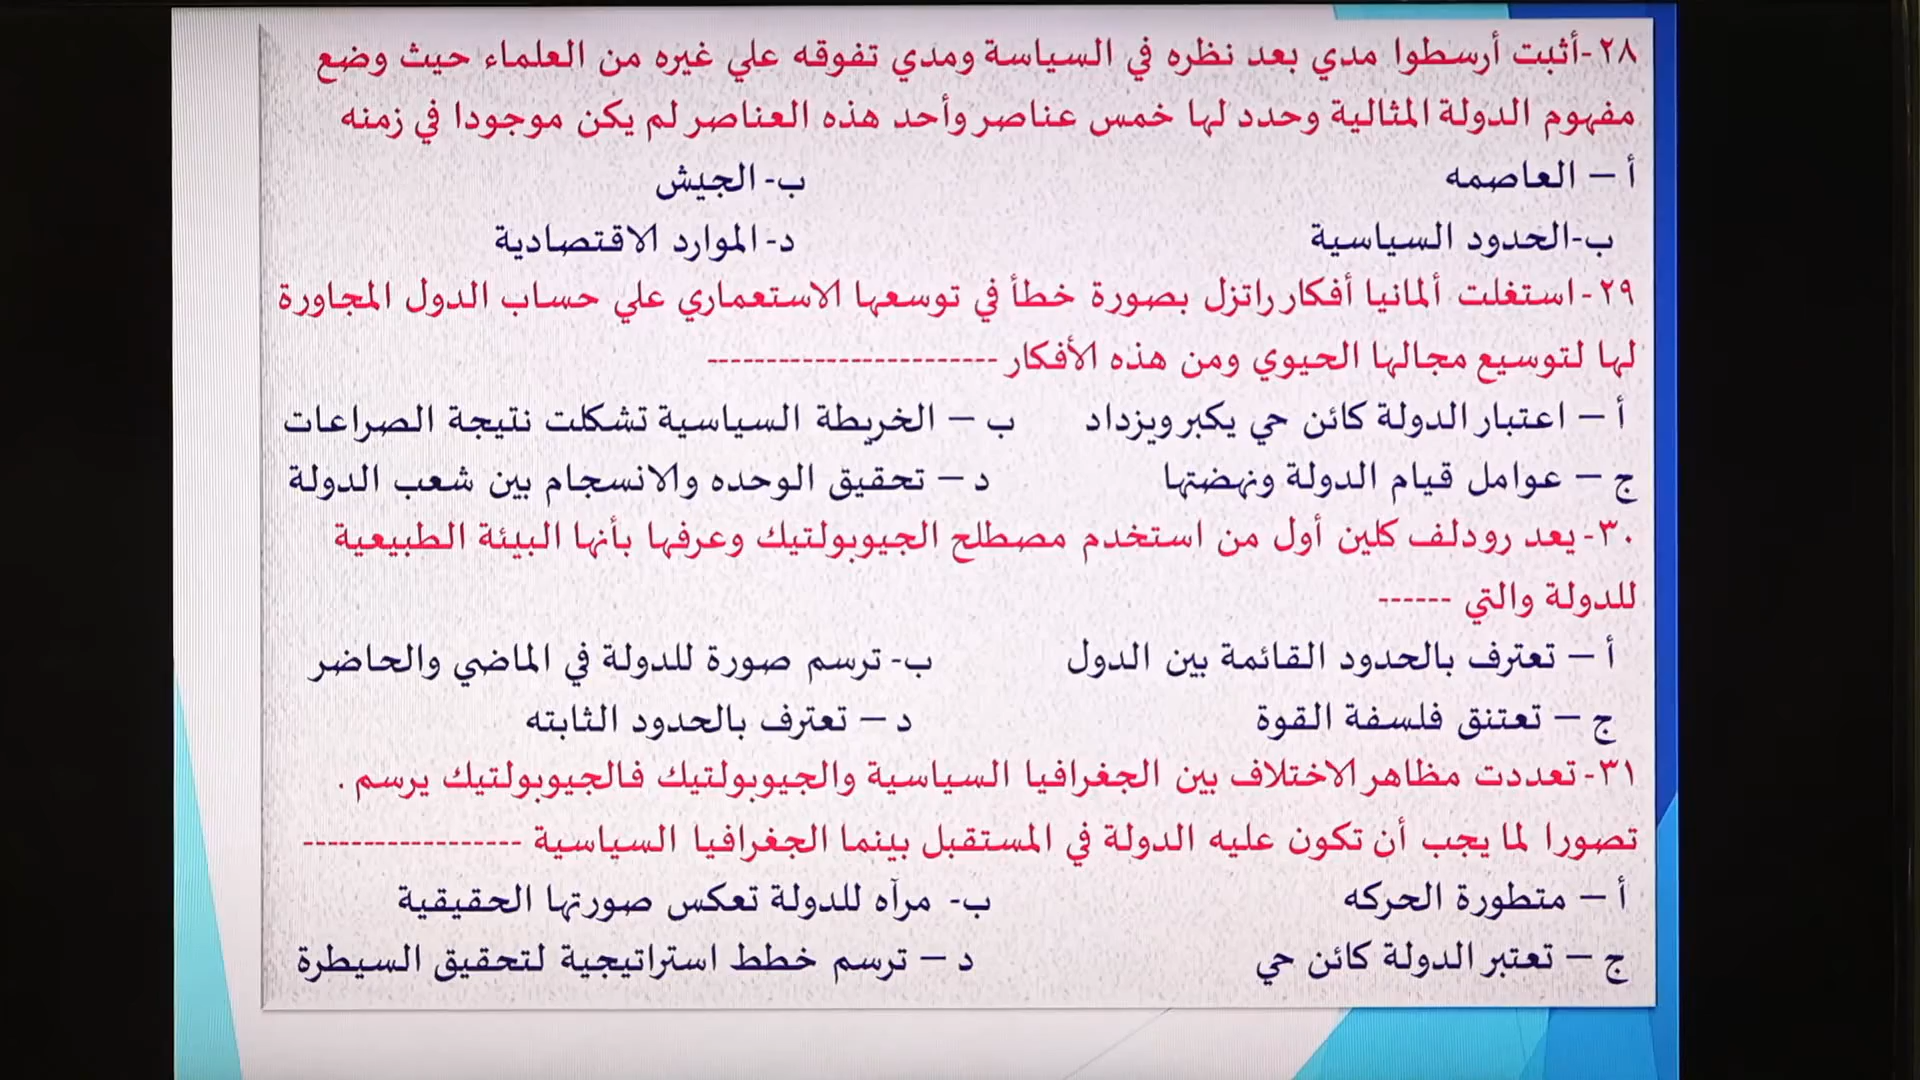 ٢٨-أثبت أرسطوا مدي بعد نظره في السياسة ومدي تفوقه علي غيره من العلماء حيث وضع
مفهوم الدولة المثالية وحدد لها خمس عناصر وأحد هذه العناصر لم يكن موجودا في زمنه
أ – العاصمه ب- الجيش
ب-الحدود السياسية د- الموارد الاقتصادية
٢٩-استغلت ألمانيا أفكار راتزل بصورة خطأ في توسعها الاستعماري علي حساب الدول المجاورة
لها لتوسيع مجالها الحيوي ومن هذه الأفكار ------------------------
أ – اعتبار الدولة كائن حي يكبر ويزداد ب – الخريطة السياسية تشكلت نتيجة الصراعات
ج – عوامل قيام الدولة ونهضتها د – تحقيق الوحده والانسجام بين شعب الدولة
٣٠-يعد رودلف كلين أول من استخدم مصطلح الجيوبولتيك وعرفها بأنها البيئة الطبيعية
للدولة والتي ------
أ – تعترف بالحدود القائمة بين الدول ب- ترسم صورة للدولة في الماضي والحاضر
ج – تعتنق فلسفة القوة د – تعترف بالحدود الثابته
٣١-تعددت مظاهر الاختلاف بين الجغرافيا السياسية والجيوبولتيك فالجيوبولتيك يرسم .
تصورا لما يجب أن تكون عليه الدولة في المستقبل بينما الجغرافيا السياسية ------------------
أ – متطورة الحركه ب- مرآه للدولة تعكس صورتها الحقيقية
ج – تعتبر الدولة كائن حي د – ترسم خطط استراتيجية لتحقيق السيطرة